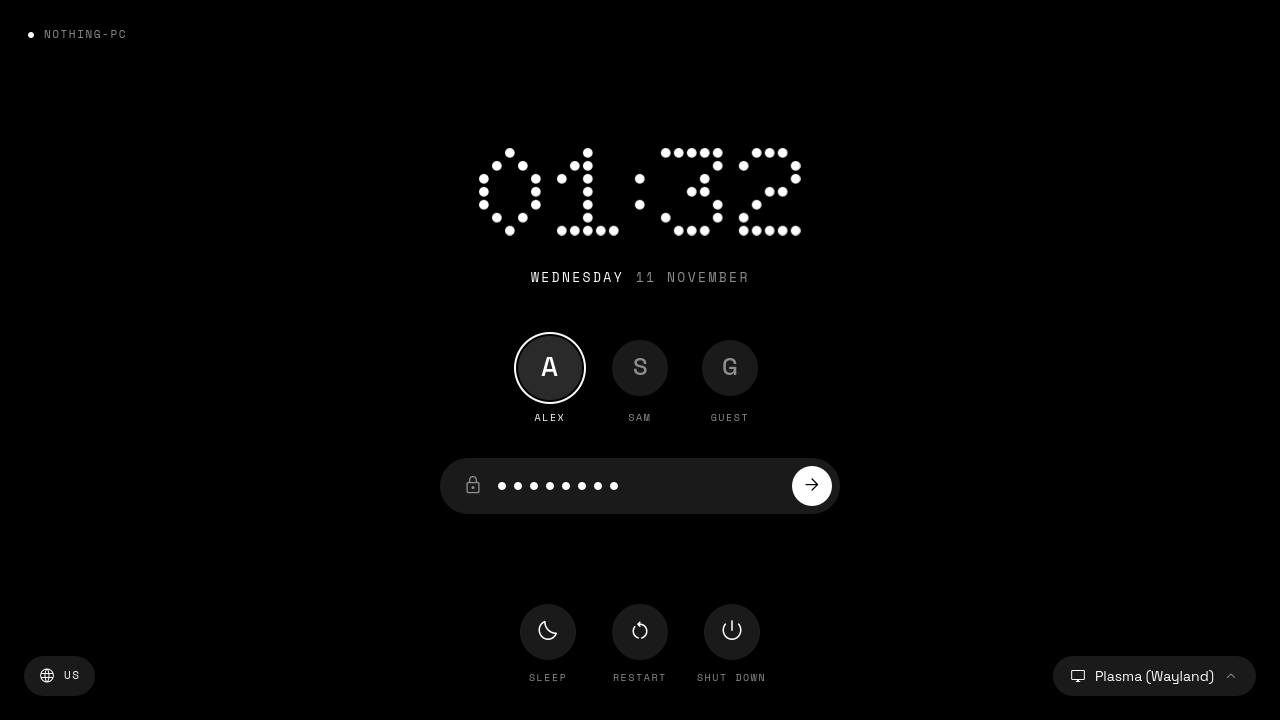 NOTHING-PC
01:32
WEDNESDAY 11 NOVEMBER
A S G
ALEX SAM GUEST
SLEEP RESTART SHUT DOWN
US
Plasma (Wayland)